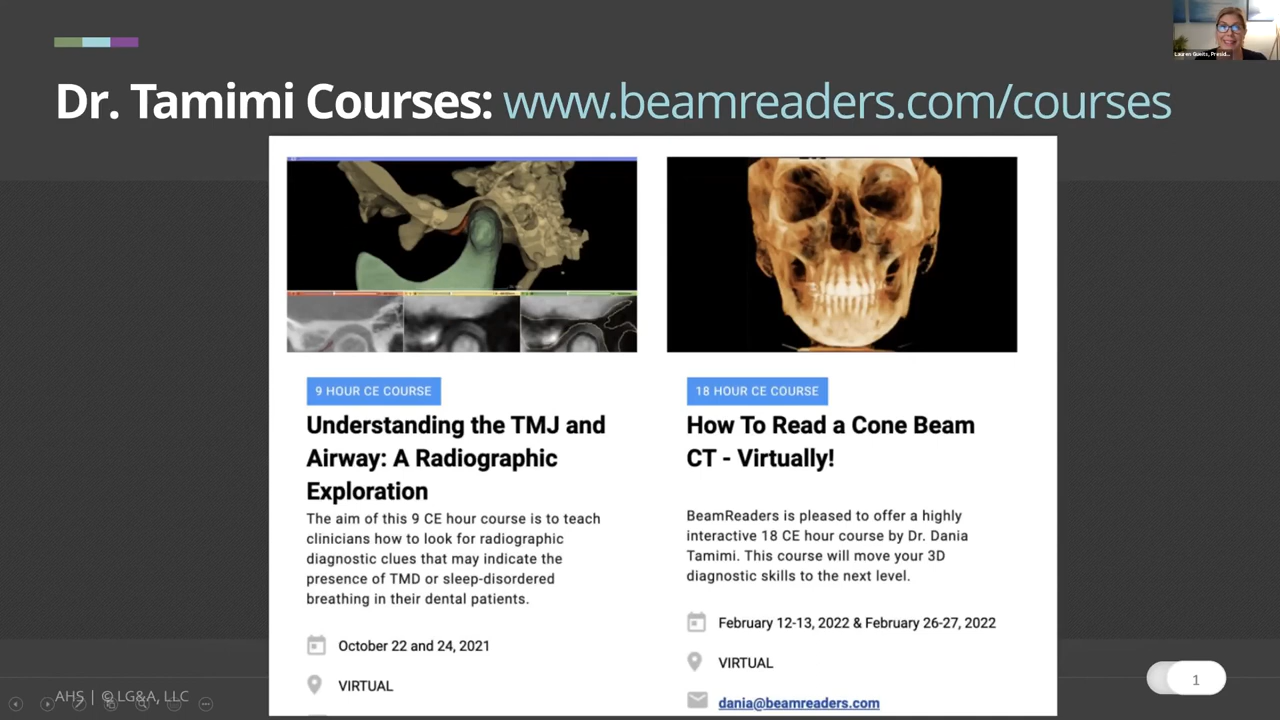 Lauren Gueits, Presid...
Dr. Tamimi Courses: www.beamreaders.com/courses
9 HOUR CE COURSE
Understanding the TMJ and
Airway: A Radiographic
Exploration
The aim of this 9 CE hour course is to teach
clinicians how to look for radiographic
diagnostic clues that may indicate the
presence of TMD or sleep-disordered
breathing in their dental patients.
October 22 and 24, 2021
VIRTUAL
18 HOUR CE COURSE
How To Read a Cone Beam
CT - Virtually!
BeamReaders is pleased to offer a highly
interactive 18 CE hour course by Dr. Dania
Tamimi. This course will move your 3D
diagnostic skills to the next level.
February 12-13, 2022 & February 26-27, 2022
VIRTUAL
dania@beamreaders.com
AHS | © LG&A, LLC
1